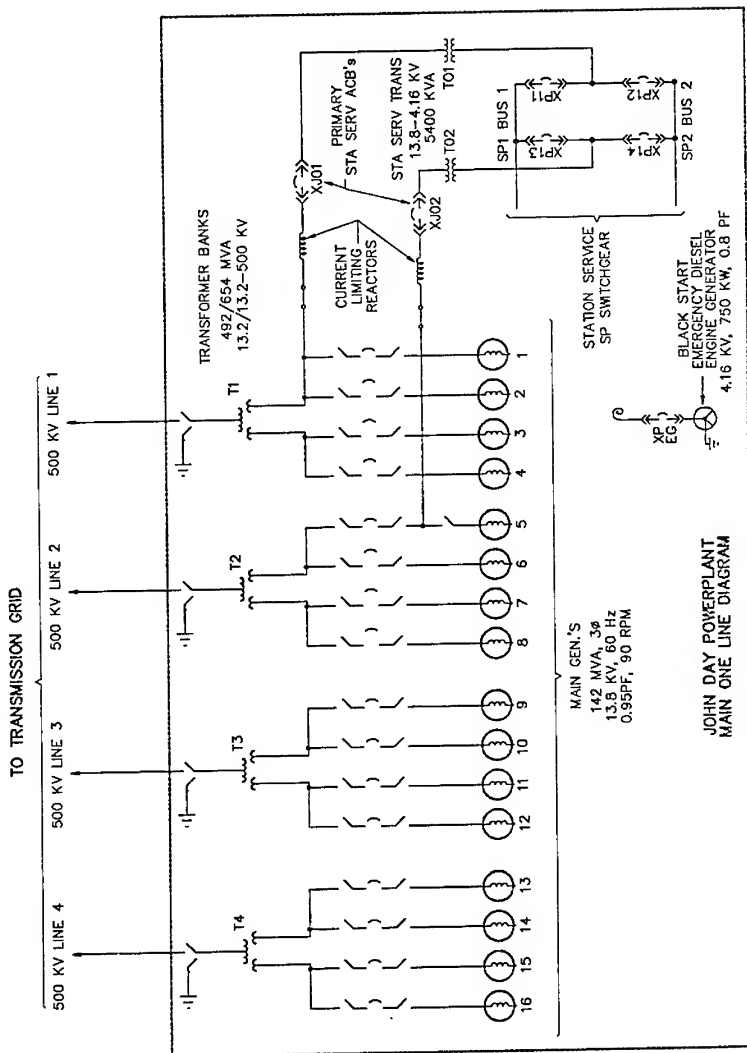 TO TRANSMISSION GRID
500 KV LINE 4
500 KV LINE 3
500 KV LINE 2
500 KV LINE 1
TRANSFORMER BANKS
492/654 MVA
13.2/13.2-500 KV
T4
T3
T2
T1
PRIMARY
STA SERV ACB's
XJ01
CURRENT
LIMITING
REACTORS
XJ02
STA SERV TRANS
13.8-4.16 KV
5400 KVA
T01
T02
16
15
14
13
12
11
10
9
8
7
6
5
4
3
2
1
SP1 BUS 1
XP11
XP13
XP12
XP14
SP2 BUS 2
STATION SERVICE
SP SWITCHGEAR
MAIN GEN.'S
142 MVA, 3ø
13.8 KV, 60 Hz
0.95PF, 90 RPM
XP
EG
BLACK START
EMERGENCY DIESEL
ENGINE GENERATOR
4.16 KV, 750 KW, 0.8 PF
JOHN DAY POWERPLANT
MAIN ONE LINE DIAGRAM